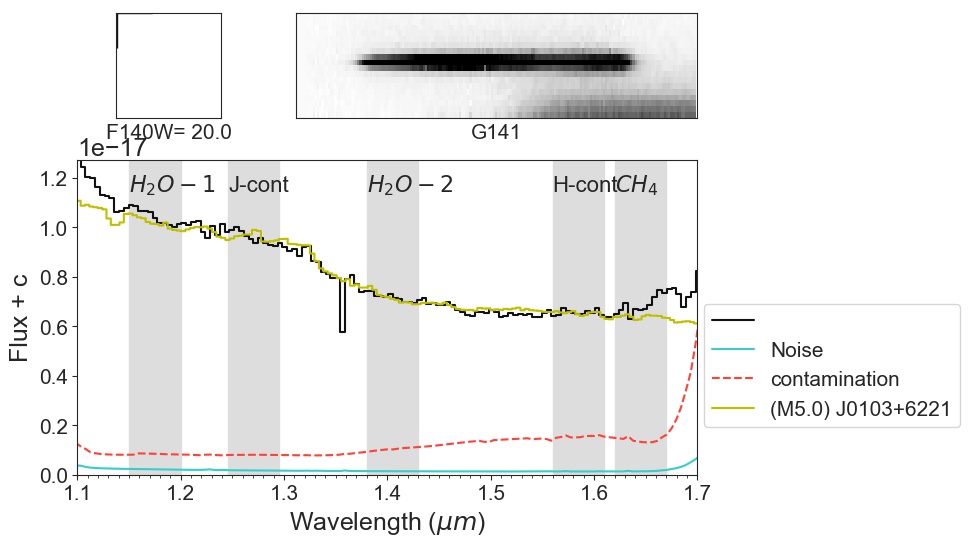 F140W= 20.0
G141
1e−17
H₂O − 1 J-cont H₂O − 2 H-cont CH₄
1.2
1.0
0.8
0.6
0.4
0.2
0.0
Flux + c
1.1 1.2 1.3 1.4 1.5 1.6 1.7
Wavelength (μm)
Noise
contamination
(M5.0) J0103+6221